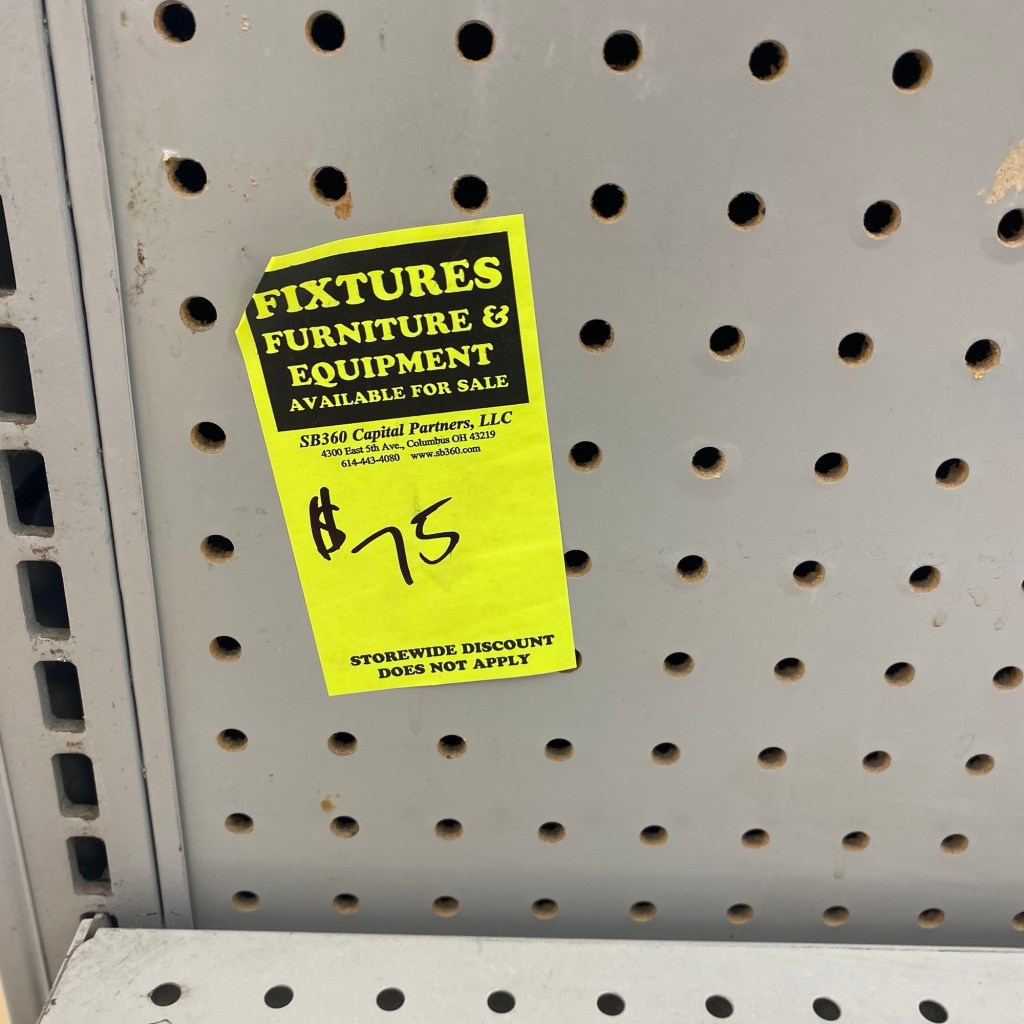 FIXTURES
FURNITURE &
EQUIPMENT
AVAILABLE FOR SALE
SB360 Capital Partners, LLC
4300 East 5th Ave., Columbus OH 43219
614-443-4080 www.sb360.com
$75
STOREWIDE DISCOUNT
DOES NOT APPLY